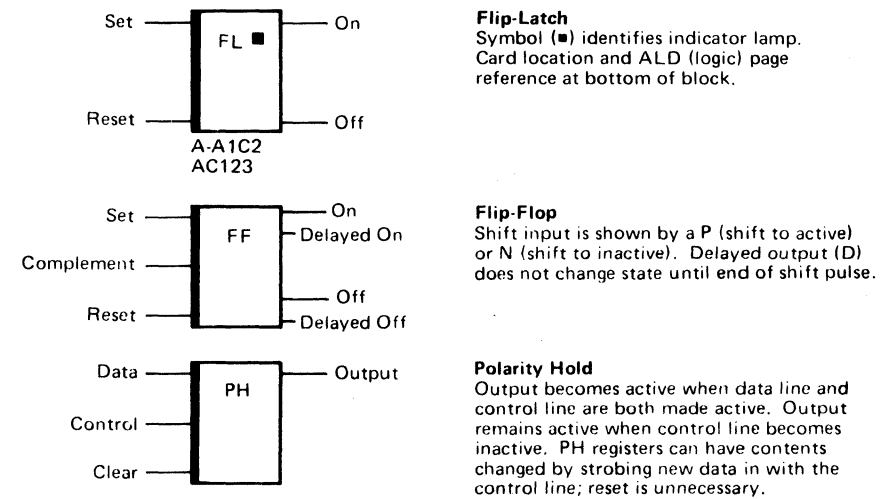 Set
On
FL ■
Reset
Off
A-A1C2
AC123
Flip-Latch
Symbol (■) identifies indicator lamp.
Card location and ALD (logic) page
reference at bottom of block.
Set
On
FF
Delayed On
Complement
Off
Reset
Delayed Off
Flip-Flop
Shift input is shown by a P (shift to active)
or N (shift to inactive). Delayed output (D)
does not change state until end of shift pulse.
Data
Output
PH
Control
Clear
Polarity Hold
Output becomes active when data line and
control line are both made active. Output
remains active when control line becomes
inactive. PH registers can have contents
changed by strobing new data in with the
control line; reset is unnecessary.